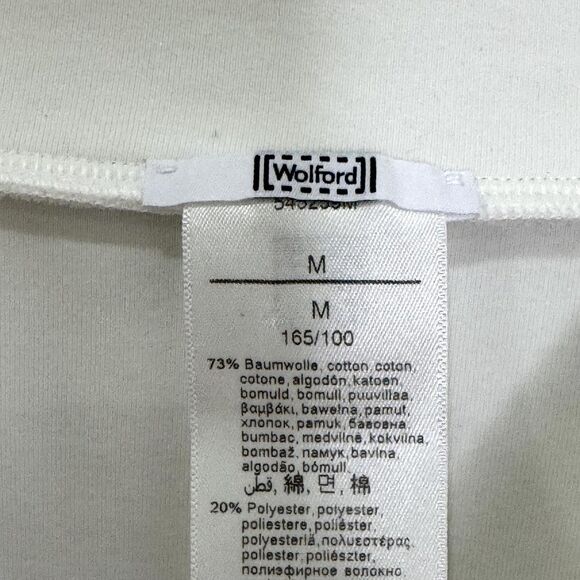 [Wolford]
M
M
165/100
73% Baumwolle, cotton, coton,
cotone, algodón, katoen,
bomuld, bomull, puuvillaa,
βαμβάκι, bawełna, pamut,
хлопок, pamuk, бавовна
bumbac, medvilnė, kokvilna,
bombaž, памук, bavlna,
algodão, bómull,
قطن, 綿, 면, 棉
20% Polyester, polyester,
poliestere, poliéster,
polyesteriä, πολυεστέρας,
poliester, poliészter,
полиэфирное волокно